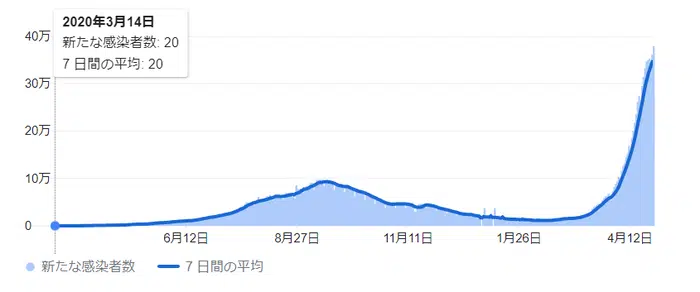 2020年3月14日
新たな感染者数: 20
7 日間の平均: 20
40万
30万
20万
10万
0
6月12日
8月27日
11月11日
1月26日
4月12日
新たな感染者数
7 日間の平均